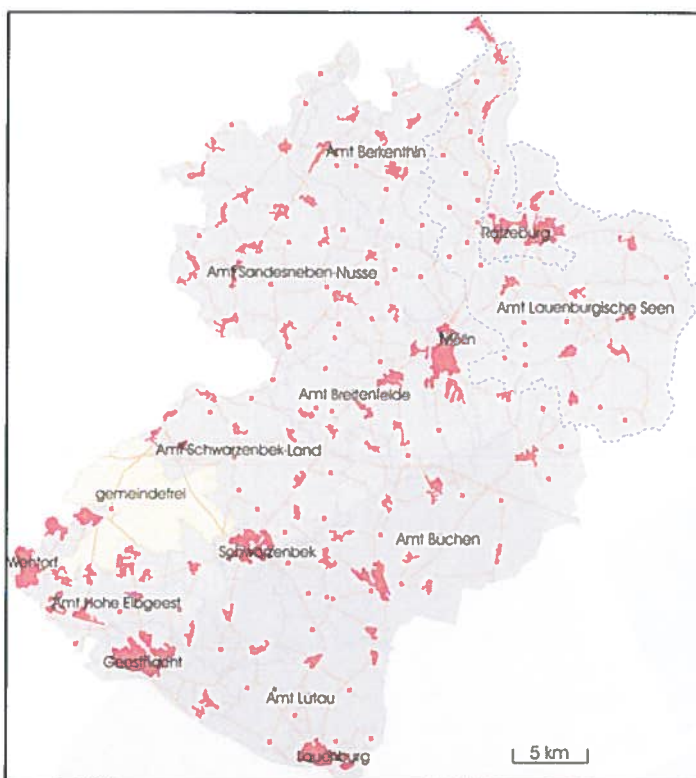 Amt Berkenthin
Ratzeburg
Amt Sandesneben-Nusse
Amt Lauenburgische Seen
Mölln
Amt Breitenfelde
Amt Schwarzenbek-Land
gemeindefrei
Amt Büchen
Schwarzenbek
Wentorf
Amt Hohe Elbgeest
Geesthacht
Amt Lütau
Lauenburg
5 km